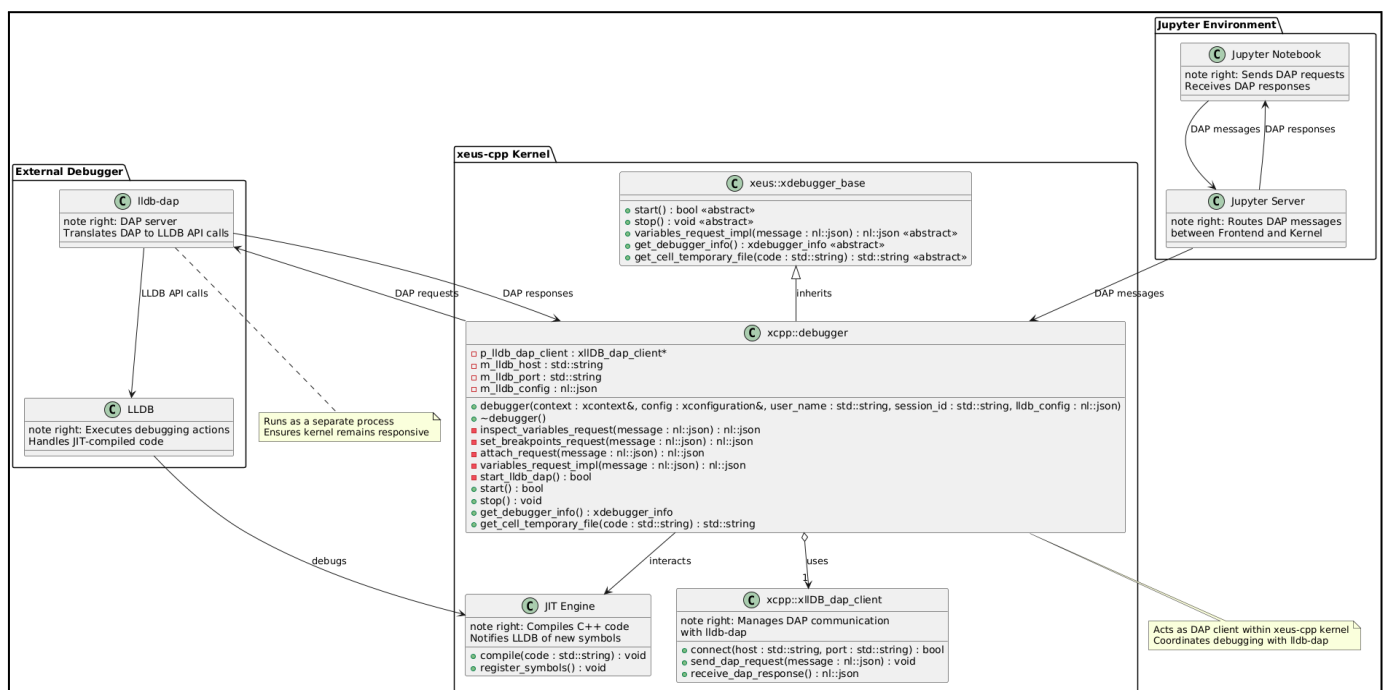 Jupyter Environment
C Jupyter Notebook
note right: Sends DAP requests
Receives DAP responses
DAP messages
DAP responses
C Jupyter Server
note right: Routes DAP messages
between Frontend and Kernel
DAP messages
xeus-cpp Kernel
C xeus::xdebugger_base
start() : bool «abstract»
stop() : void «abstract»
variables_request_impl(message : nl::json) : nl::json «abstract»
get_debugger_info() : xdebugger_info «abstract»
get_cell_temporary_file(code : std::string) : std::string «abstract»
inherits
External Debugger
C lldb-dap
note right: DAP server
Translates DAP to LLDB API calls
LLDB API calls
DAP requests
DAP responses
C LLDB
note right: Executes debugging actions
Handles JIT-compiled code
Runs as a separate process
Ensures kernel remains responsive
C xcpp::debugger
p_lldb_dap_client : xllDB_dap_client*
m_lldb_host : std::string
m_lldb_port : std::string
m_lldb_config : nl::json
debugger(context : xcontext&, config : xconfiguration&, user_name : std::string, session_id : std::string, lldb_config : nl::json)
~debugger()
inspect_variables_request(message : nl::json) : nl::json
set_breakpoints_request(message : nl::json) : nl::json
attach_request(message : nl::json) : nl::json
variables_request_impl(message : nl::json) : nl::json
start_lldb_dap() : bool
start() : bool
stop() : void
get_debugger_info() : xdebugger_info
get_cell_temporary_file(code : std::string) : std::string
debugs
interacts
uses
1
C JIT Engine
note right: Compiles C++ code
Notifies LLDB of new symbols
compile(code : std::string) : void
register_symbols() : void
C xcpp::xllDB_dap_client
note right: Manages DAP communication
with lldb-dap
connect(host : std::string, port : std::string) : bool
send_dap_request(message : nl::json) : void
receive_dap_response() : nl::json
Acts as DAP client within xeus-cpp kernel
Coordinates debugging with lldb-dap